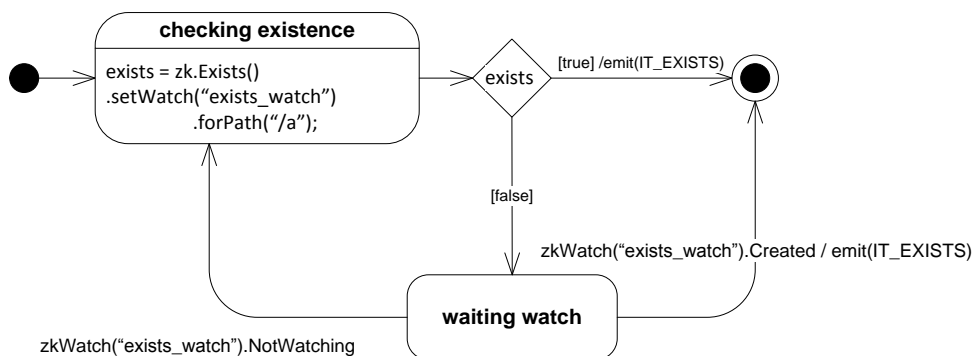 checking existence
exists = zk.Exists()
.setWatch(“exists_watch”)
.forPath(“/a”);
exists
[true] /emit(IT_EXISTS)
[false]
zkWatch(“exists_watch”).Created / emit(IT_EXISTS)
waiting watch
zkWatch(“exists_watch”).NotWatching